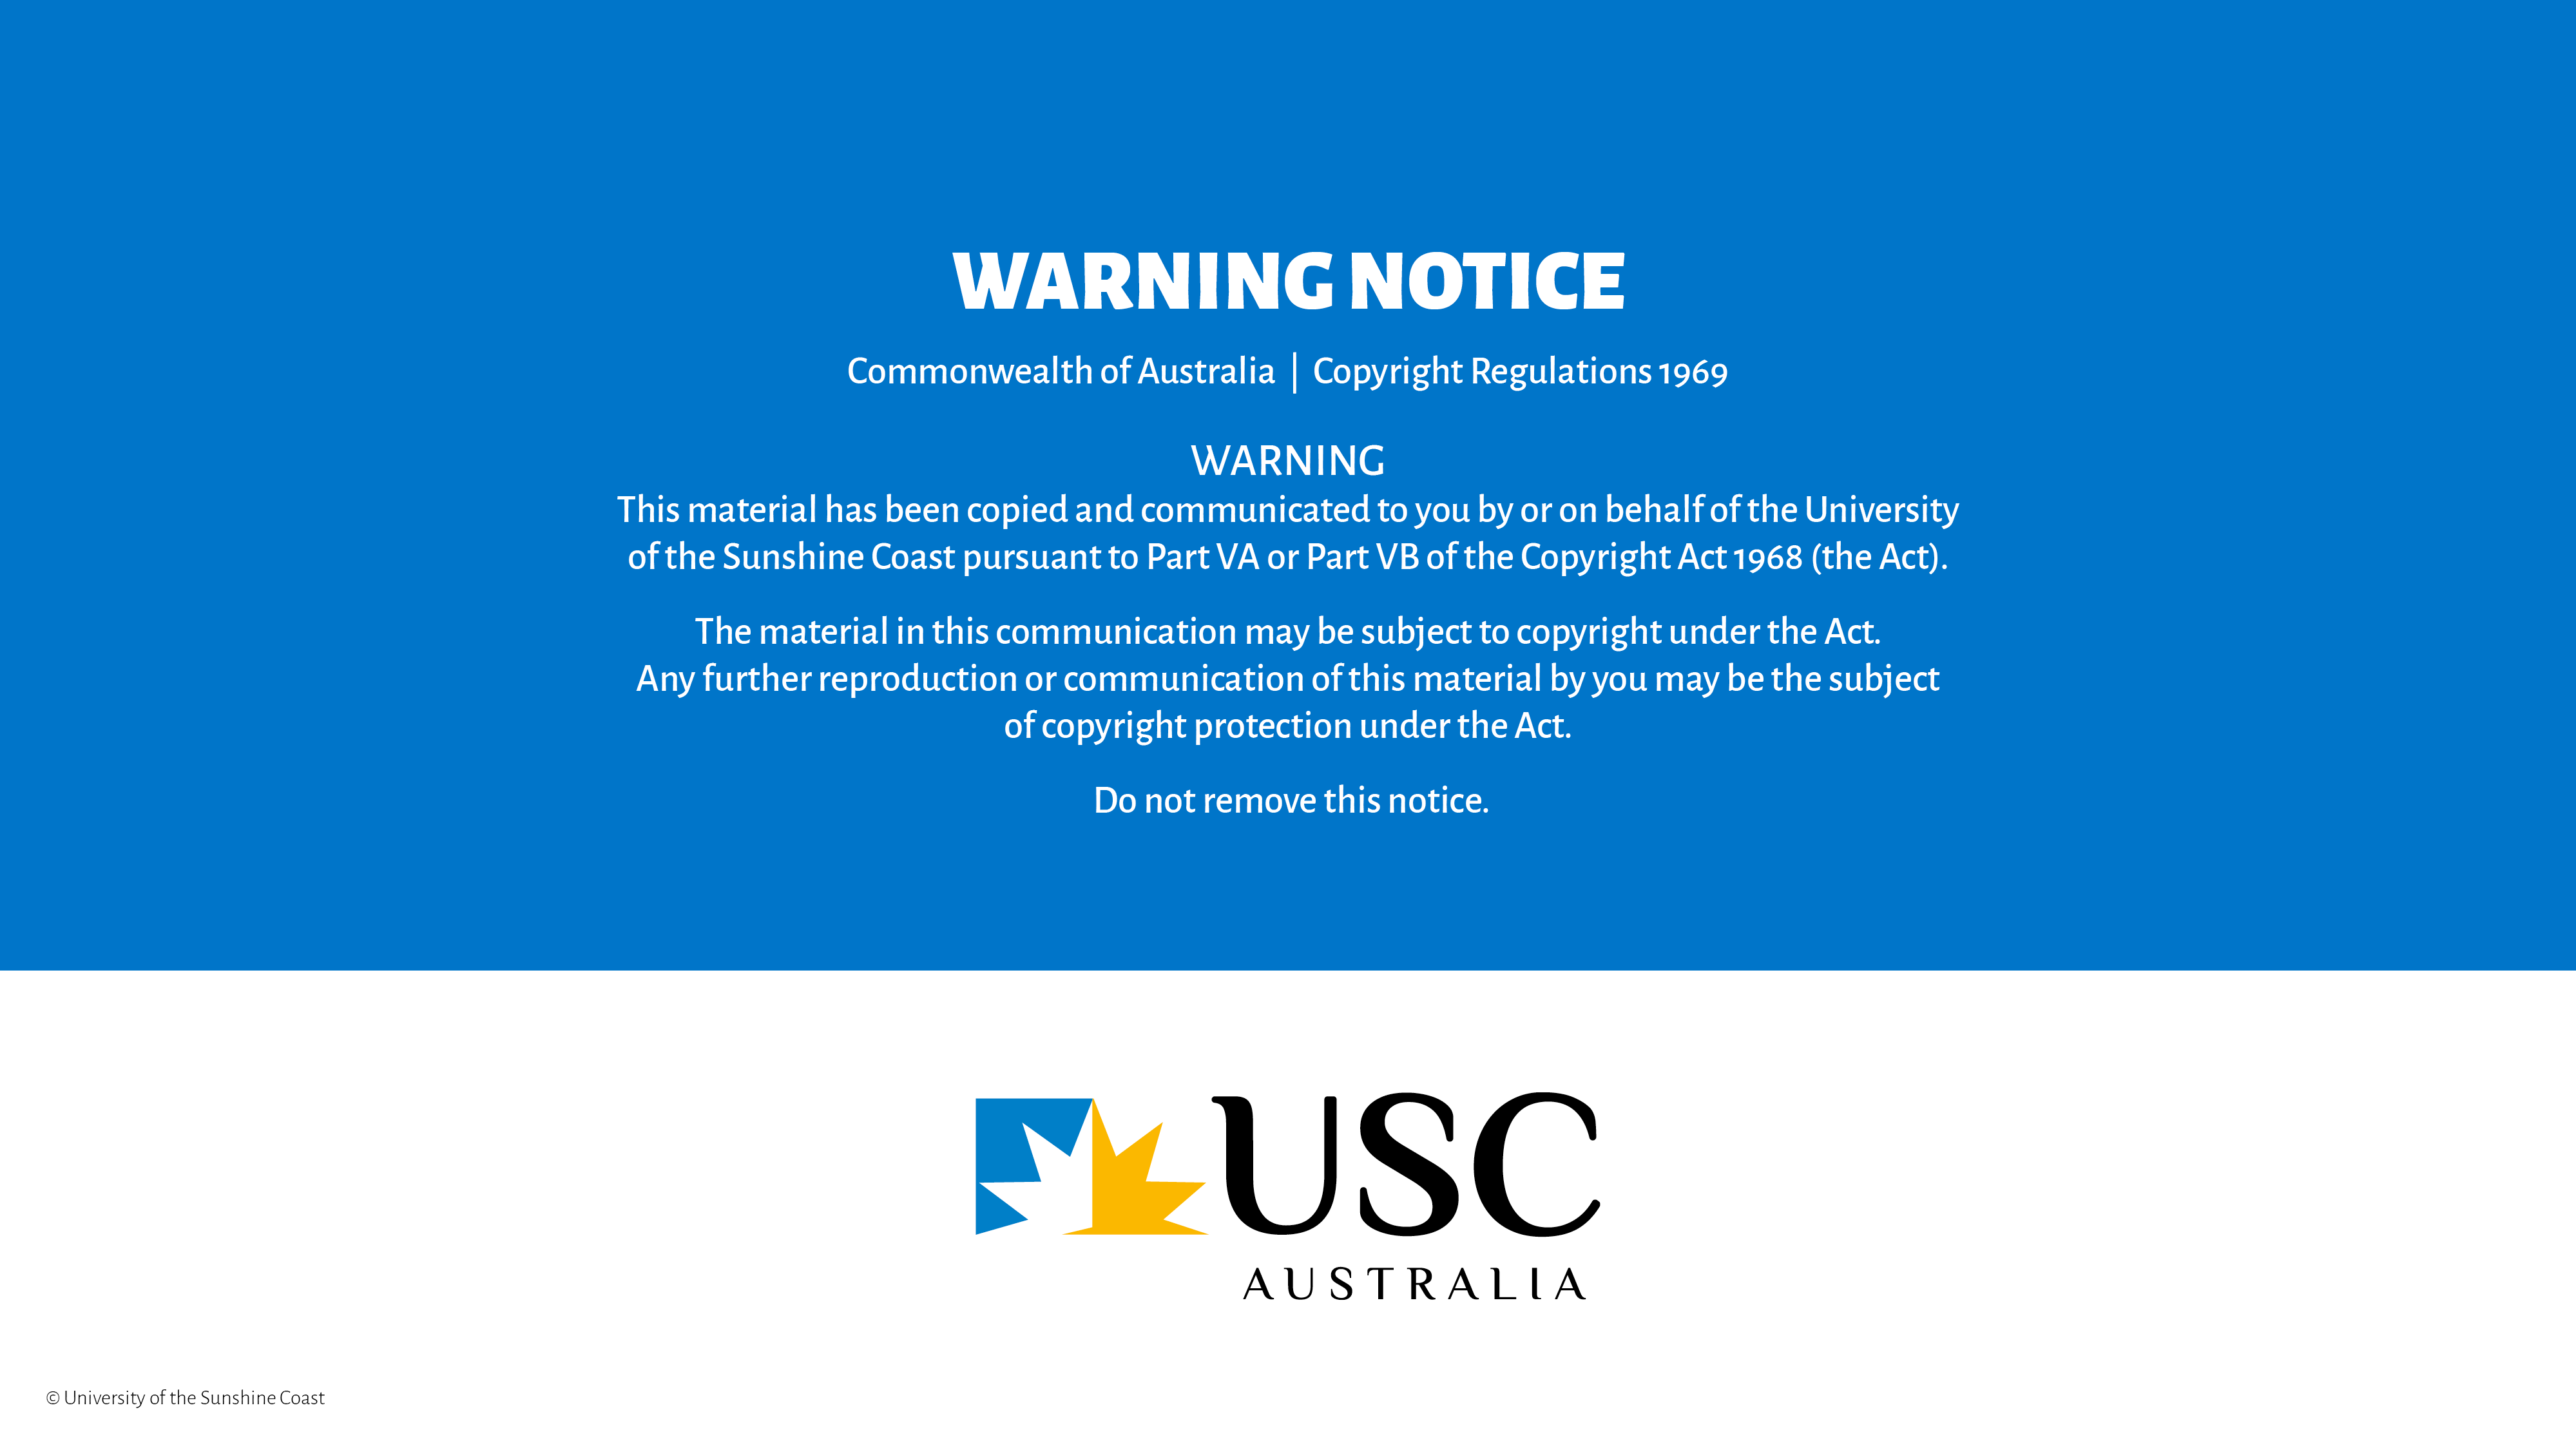 WARNING NOTICE
Commonwealth of Australia | Copyright Regulations 1969
WARNING
This material has been copied and communicated to you by or on behalf of the University
of the Sunshine Coast pursuant to Part VA or Part VB of the Copyright Act 1968 (the Act).
The material in this communication may be subject to copyright under the Act.
Any further reproduction or communication of this material by you may be the subject
of copyright protection under the Act.
Do not remove this notice.
USC
AUSTRALIA
© University of the Sunshine Coast